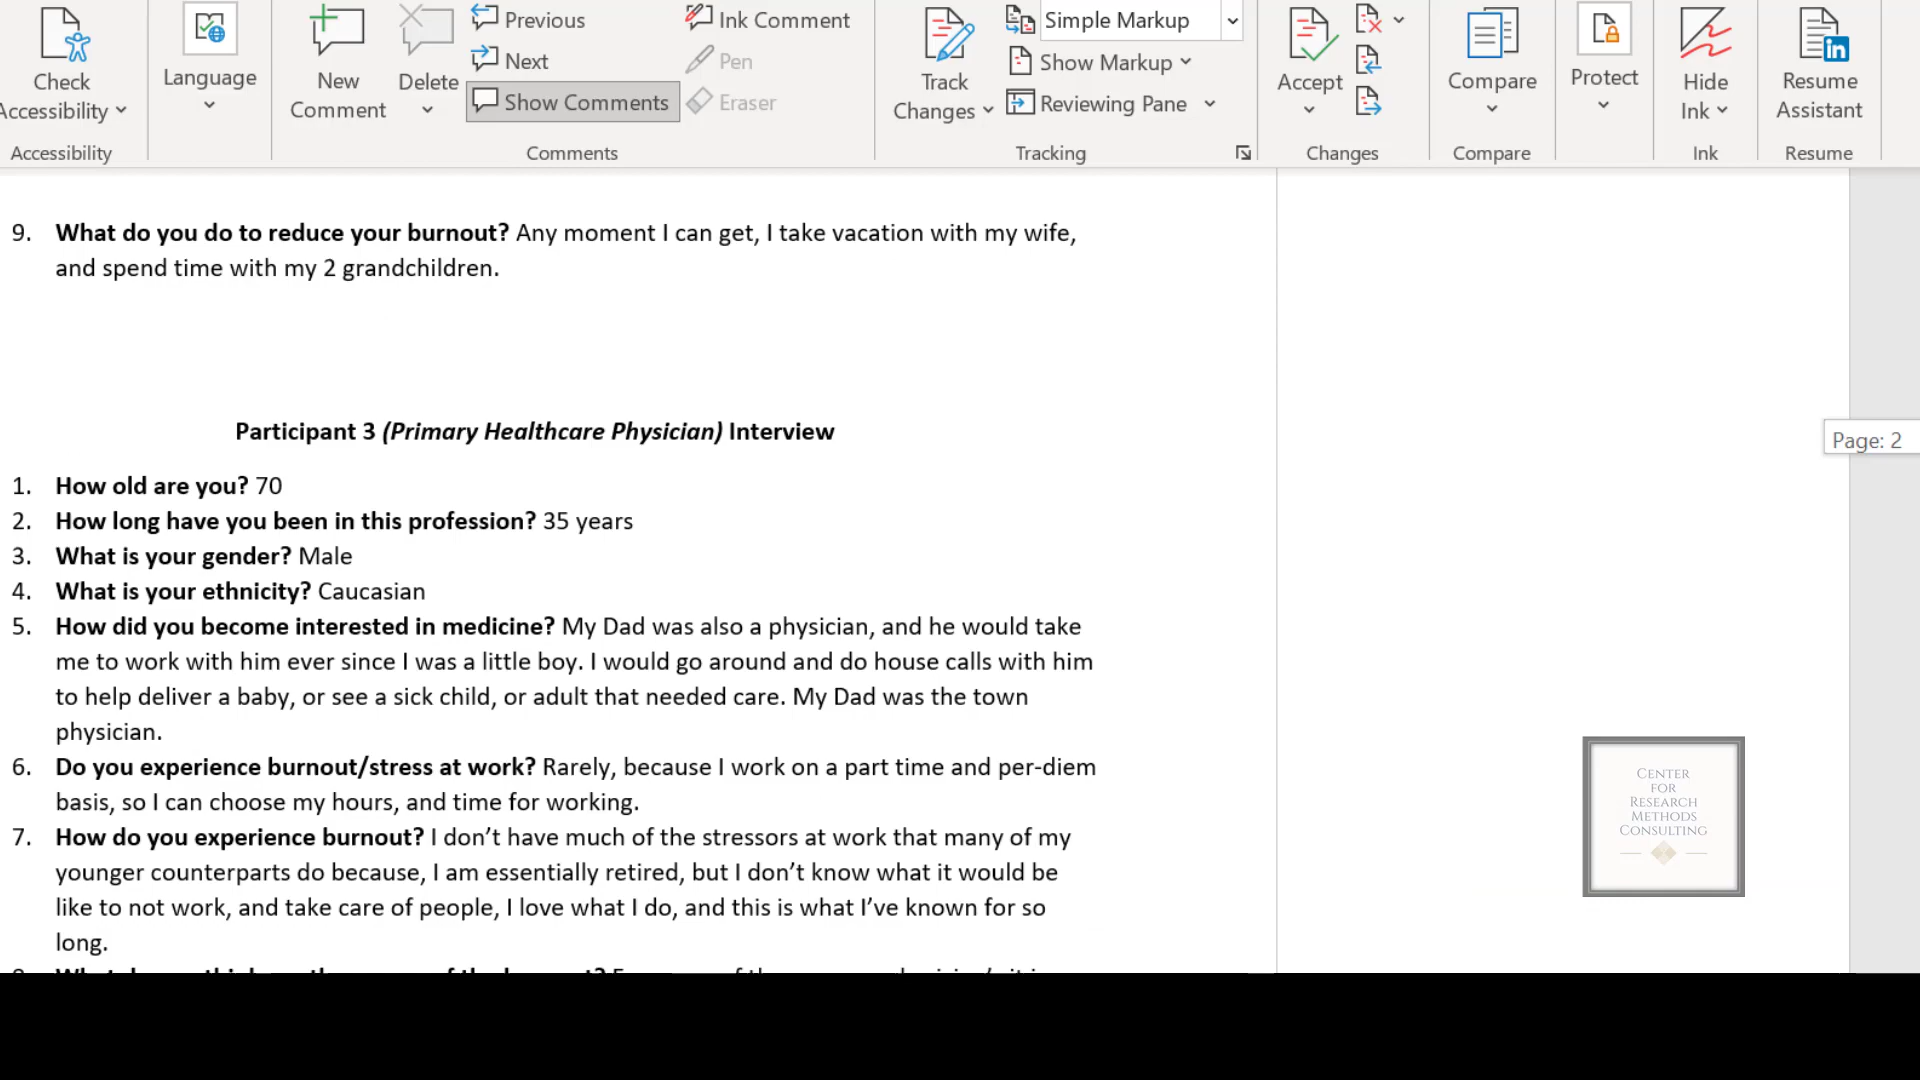 Check
Accessibility
Language
New
Comment
Delete
Previous
Next
Show Comments
Ink Comment
Pen
Eraser
Track
Changes
Simple Markup
Show Markup
Reviewing Pane
Accept
Compare
Protect
Hide
Ink
in
Resume
Assistant
Accessibility
Comments
Tracking
Changes
Compare
Ink
Resume
9. What do you do to reduce your burnout? Any moment I can get, I take vacation with my wife,
and spend time with my 2 grandchildren.
Participant 3 (Primary Healthcare Physician) Interview
Page: 2
1. How old are you? 70
2. How long have you been in this profession? 35 years
3. What is your gender? Male
4. What is your ethnicity? Caucasian
5. How did you become interested in medicine? My Dad was also a physician, and he would take
me to work with him ever since I was a little boy. I would go around and do house calls with him
to help deliver a baby, or see a sick child, or adult that needed care. My Dad was the town
physician.
6. Do you experience burnout/stress at work? Rarely, because I work on a part time and per-diem
basis, so I can choose my hours, and time for working.
7. How do you experience burnout? I don’t have much of the stressors at work that many of my
younger counterparts do because, I am essentially retired, but I don’t know what it would be
like to not work, and take care of people, I love what I do, and this is what I’ve known for so
long.
CENTER
FOR
RESEARCH
METHODS
CONSULTING